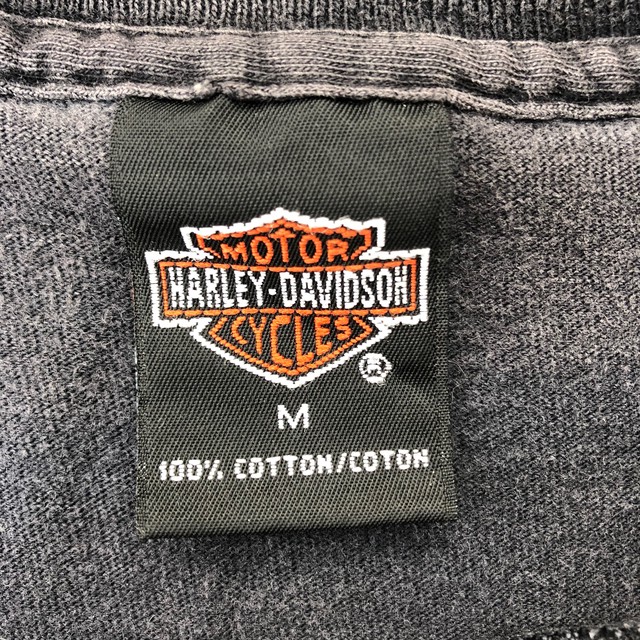 MOTOR
HARLEY-DAVIDSON
CYCLES
®
M
100% COTTON/COTON